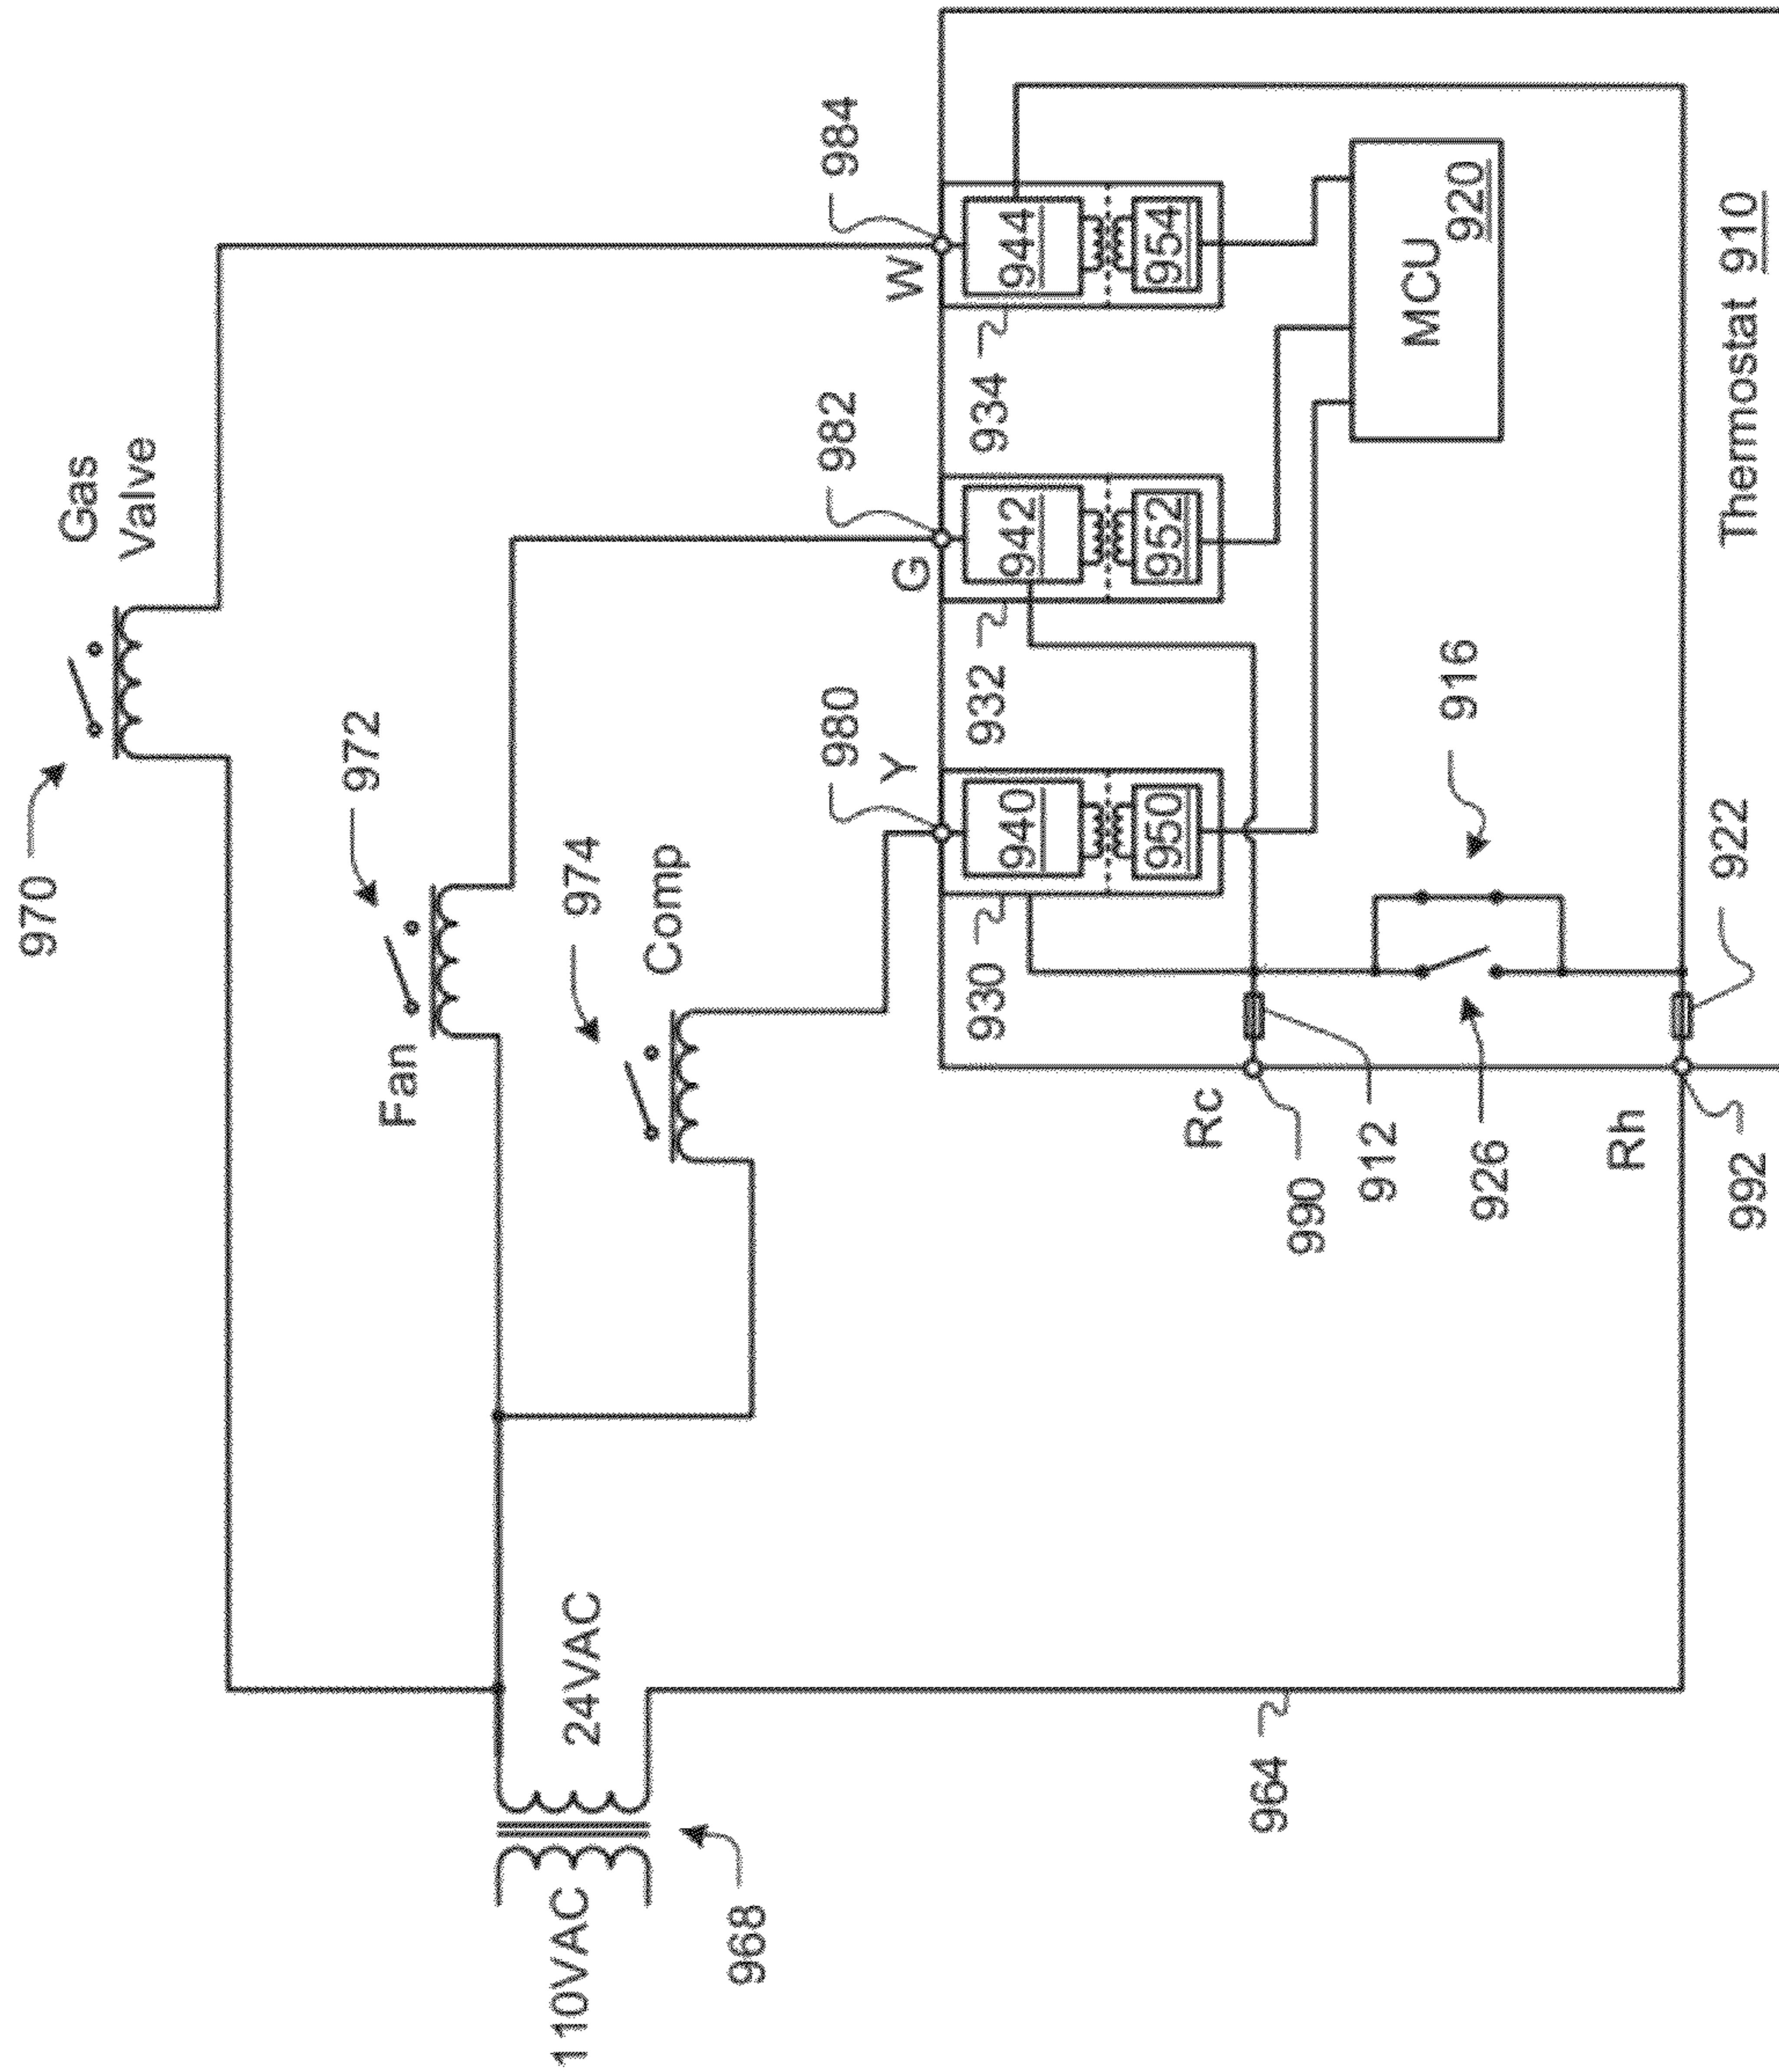 970
Gas
Valve
972
Fan
974
Comp
110VAC
24VAC
968
964
980
Y
982
G
984
W
930
940
950
932
942
952
934
944
954
MCU
920
Rc
990
912
916
926
Rh
992
922
Thermostat 910